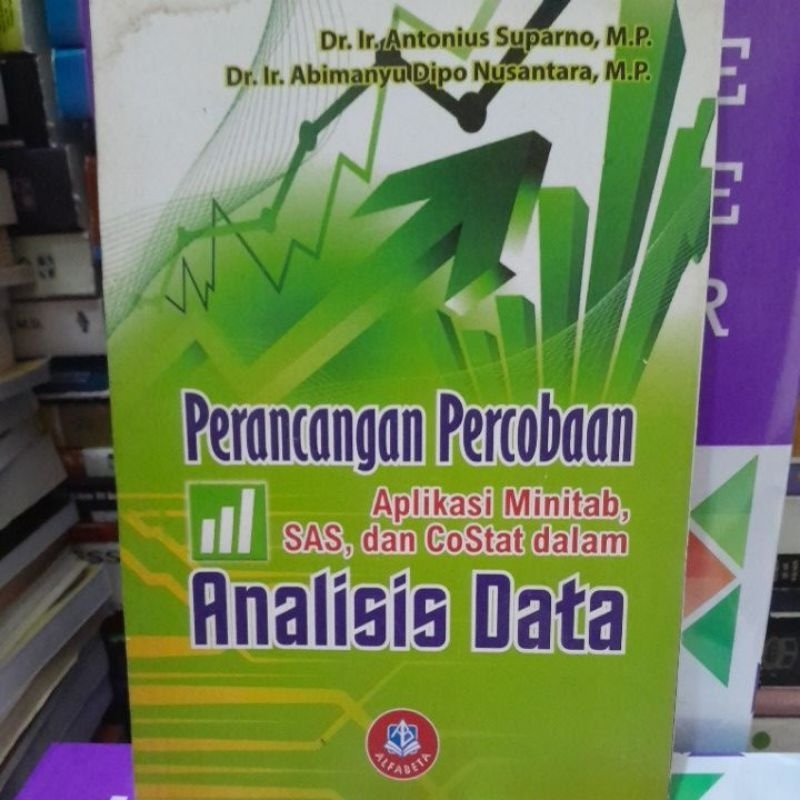 Dr. Ir. Antonius Suparno, M.P.
Dr. Ir. Abimanyu Dipo Nusantara, M.P.
Perancangan Percobaan
Aplikasi Minitab,
SAS, dan CoStat dalam
Analisis Data
ALFABETA
E
E
R